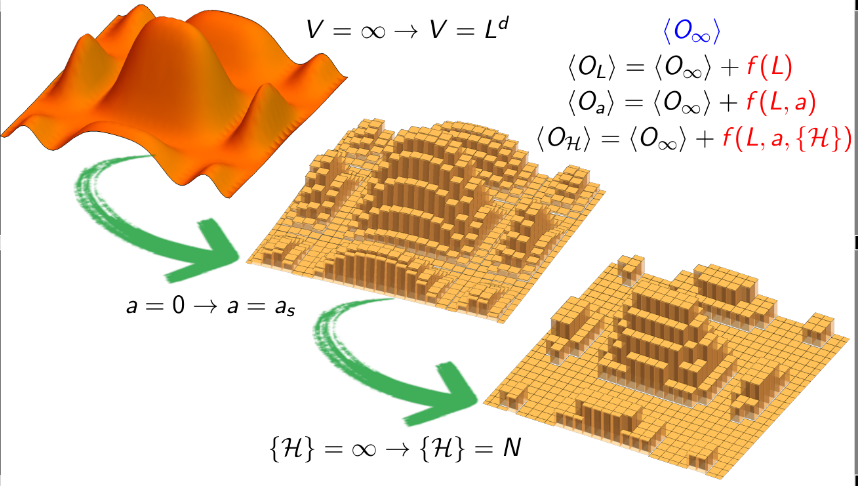 V = ∞ → V = L^d
⟨O_∞⟩
⟨O_L⟩ = ⟨O_∞⟩ + f(L)
⟨O_a⟩ = ⟨O_∞⟩ + f(L, a)
⟨O_ℋ⟩ = ⟨O_∞⟩ + f(L, a, {ℋ})
a = 0 → a = a_s
{ℋ} = ∞ → {ℋ} = N